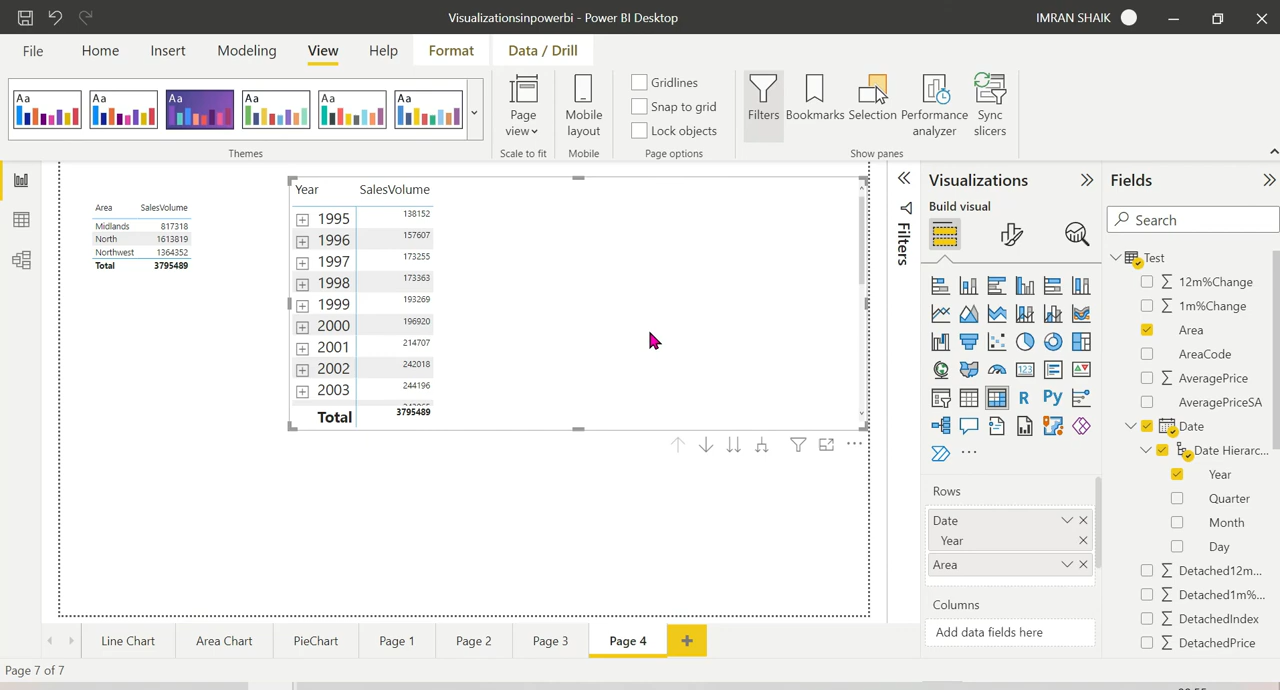 Visualizationsinpowerbi - Power BI Desktop
IMRAN SHAIK
File Home Insert Modeling View Help Format Data / Drill
Aa Aa Aa Aa Aa Aa
Page view
Mobile layout
Gridlines
Snap to grid
Lock objects
Filters Bookmarks Selection Performance analyzer Sync slicers
Themes Scale to fit Mobile Page options Show panes
Area SalesVolume
Midlands 817318
North 1613819
Northwest 1364352
Total 3795489
Year SalesVolume
1995 138152
1996 157607
1997 173255
1998 173363
1999 193269
2000 196920
2001 214707
2002 242018
2003 244196
Total 3795489
Filters
Visualizations
Build visual
R Py
123
Rows
Date
Year
Area
Columns
Add data fields here
Fields
Search
Test
12m%Change
1m%Change
Area
AreaCode
AveragePrice
AveragePriceSA
Date
Date Hierarc...
Year
Quarter
Month
Day
Detached12m...
Detached1m%...
DetachedIndex
DetachedPrice
Line Chart Area Chart PieChart Page 1 Page 2 Page 3 Page 4
Page 7 of 7